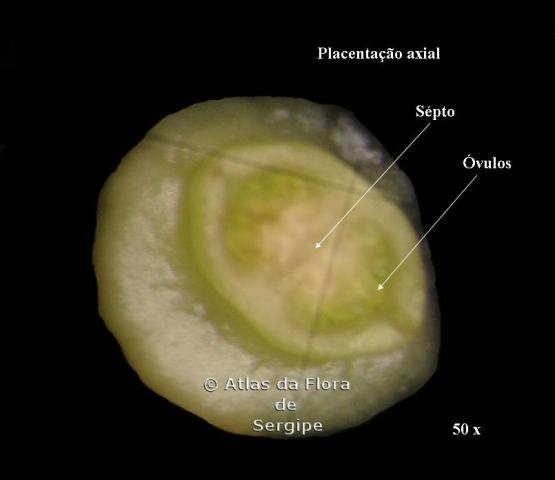 Placentação axial
Sépto
Óvulos
© Atlas da Flora
de
Sergipe
50 x